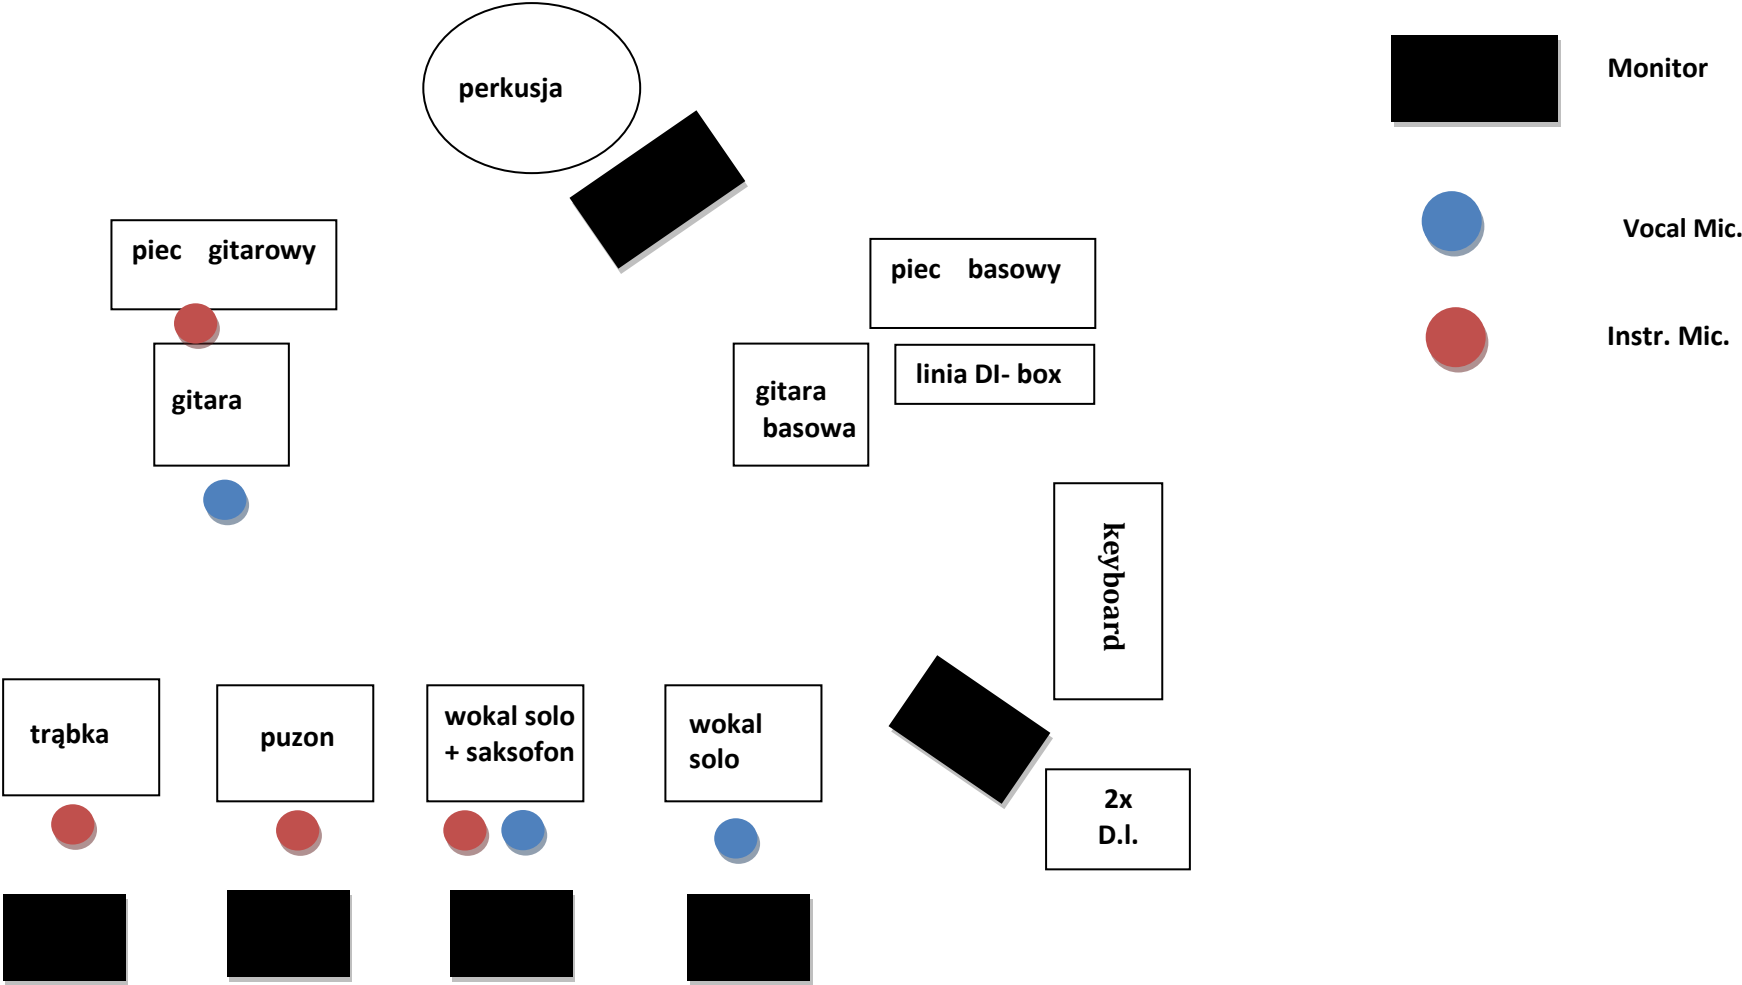 perkusja
Monitor
piec gitarowy
Vocal Mic.
piec basowy
Instr. Mic.
gitara
linia DI- box
gitara
basowa
keyboard
trąbka
puzon
wokal solo
+ saksofon
wokal
solo
2x
D.l.